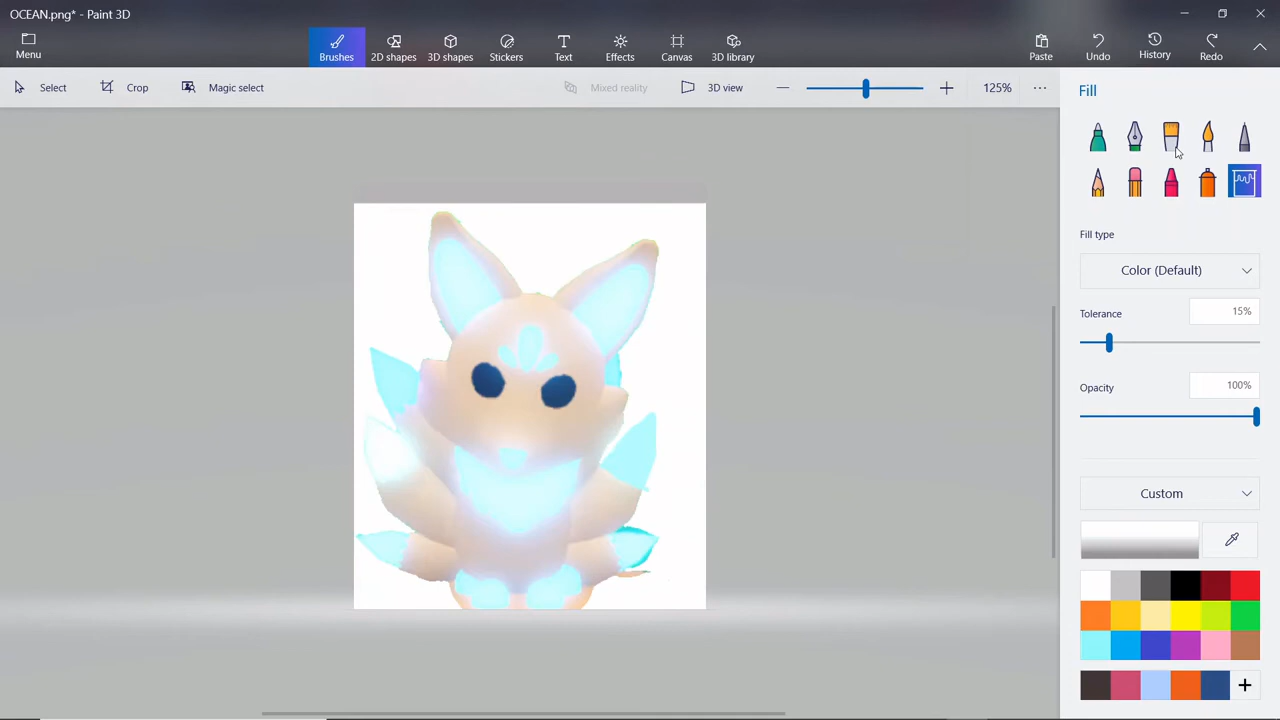 OCEAN.png* - Paint 3D
Menu
Brushes
2D shapes
3D shapes
Stickers
Text
Effects
Canvas
3D library
Paste
Undo
History
Redo
Select
Crop
Magic select
Mixed reality
3D view
125%
Fill
Fill type
Color (Default)
Tolerance
15%
Opacity
100%
Custom